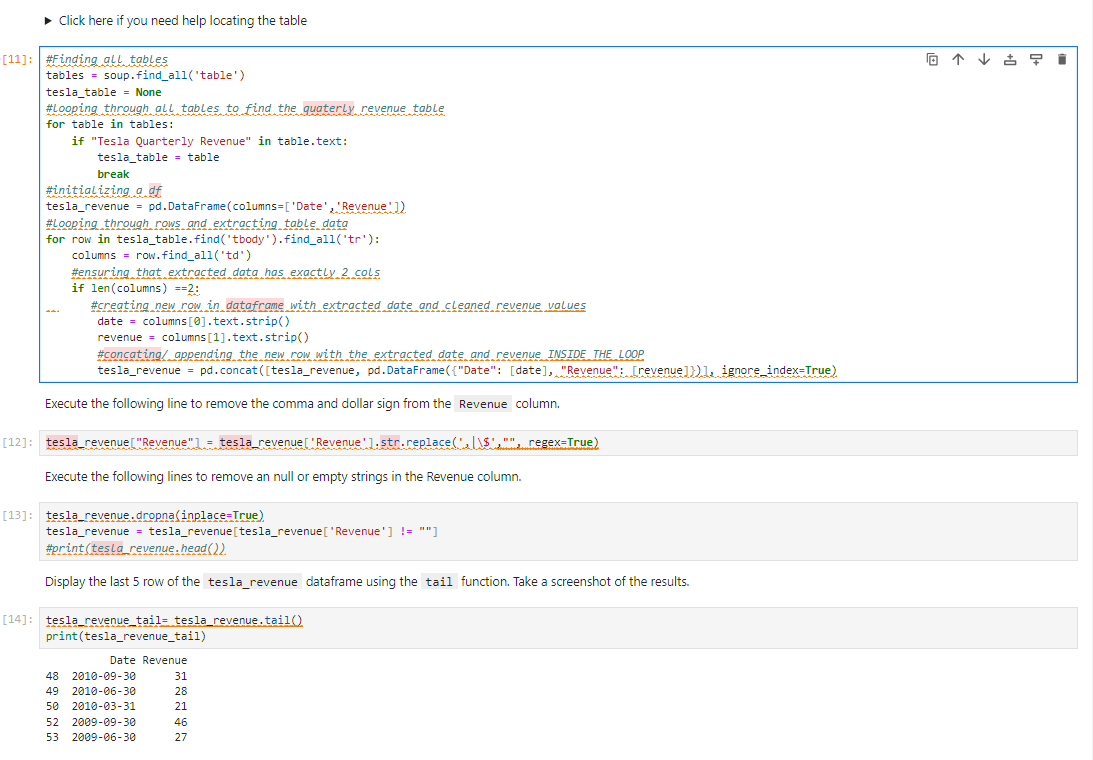 ▶ Click here if you need help locating the table
[11]: #Finding all tables
tables = soup.find_all('table')
tesla_table = None
#looping through all tables to find the quaterly revenue table
for table in tables:
    if "Tesla Quarterly Revenue" in table.text:
        tesla_table = table
        break
#initializing a df
tesla_revenue = pd.DataFrame(columns=['Date','Revenue'])
#looping through rows and extracting table data
for row in tesla_table.find('tbody').find_all('tr'):
    columns = row.find_all('td')
    #ensuring that extracted data has exactly 2 cols
    if len(columns) ==2:
       #creating new row in dataframe with extracted date and cleaned revenue values
        date = columns[0].text.strip()
        revenue = columns[1].text.strip()
        #concating/ appending the new row with the extracted date and revenue INSIDE THE LOOP
        tesla_revenue = pd.concat([tesla_revenue, pd.DataFrame({"Date": [date], "Revenue": [revenue]})], ignore_index=True)
Execute the following line to remove the comma and dollar sign from the Revenue column.
[12]: tesla_revenue["Revenue"] = tesla_revenue['Revenue'].str.replace(',|\$',"", regex=True)
Execute the following lines to remove an null or empty strings in the Revenue column.
[13]: tesla_revenue.dropna(inplace=True)
tesla_revenue = tesla_revenue[tesla_revenue['Revenue'] != ""]
#print(tesla_revenue.head())
Display the last 5 row of the tesla_revenue dataframe using the tail function. Take a screenshot of the results.
[14]: tesla_revenue_tail= tesla_revenue.tail()
print(tesla_revenue_tail)
Date Revenue
48 2010-09-30 31
49 2010-06-30 28
50 2010-03-31 21
52 2009-09-30 46
53 2009-06-30 27